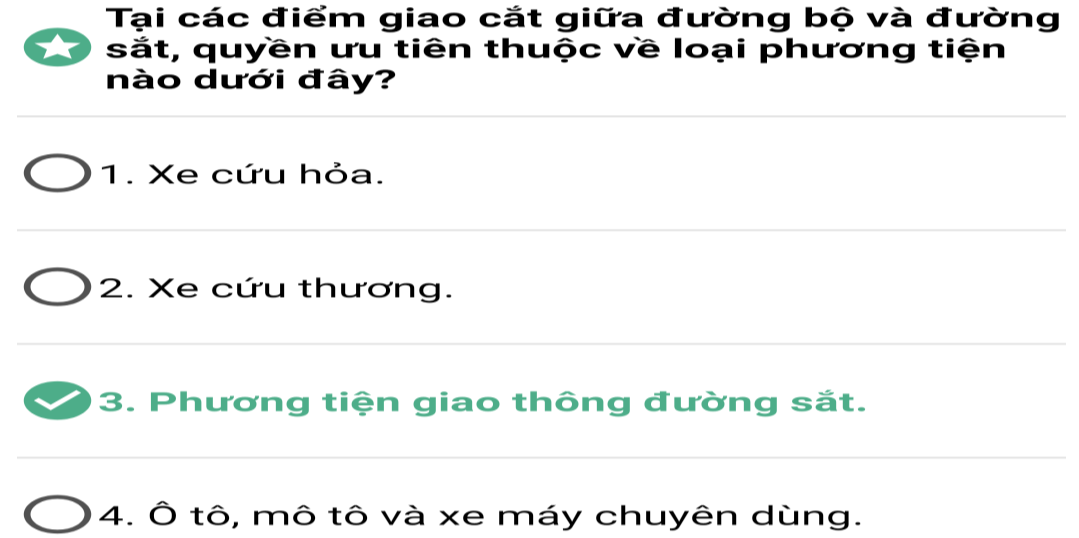 Tại các điểm giao cắt giữa đường bộ và đường
sắt, quyền ưu tiên thuộc về loại phương tiện
nào dưới đây?
1. Xe cứu hỏa.
2. Xe cứu thương.
3. Phương tiện giao thông đường sắt.
4. Ô tô, mô tô và xe máy chuyên dùng.